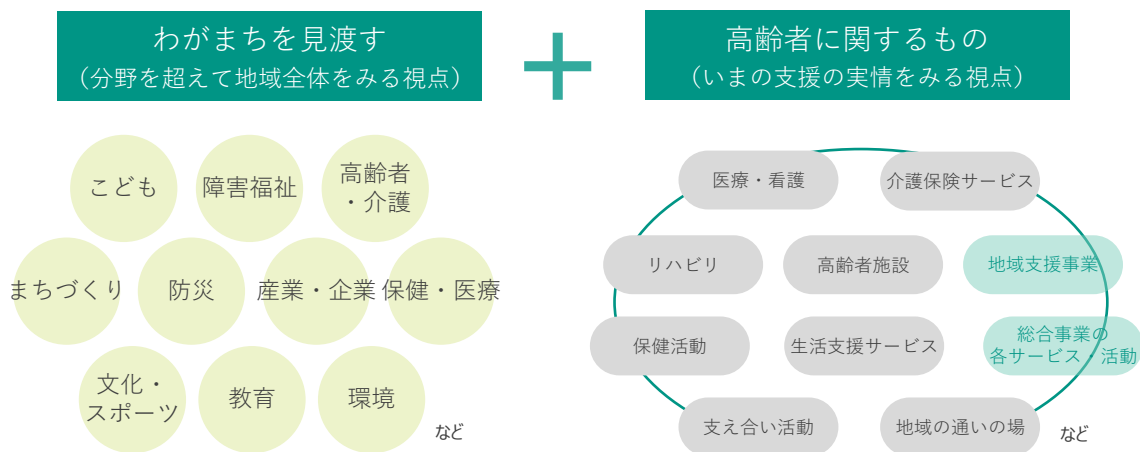 わがまちを見渡す
（分野を超えて地域全体をみる視点）
＋
高齢者に関するもの
（いまの支援の実情をみる視点）
こども
障害福祉
高齢者
・介護
まちづくり
防災
産業・企業
保健・医療
文化・
スポーツ
教育
環境
など
医療・看護
介護保険サービス
リハビリ
高齢者施設
地域支援事業
保健活動
生活支援サービス
総合事業の
各サービス・活動
支え合い活動
地域の通いの場
など